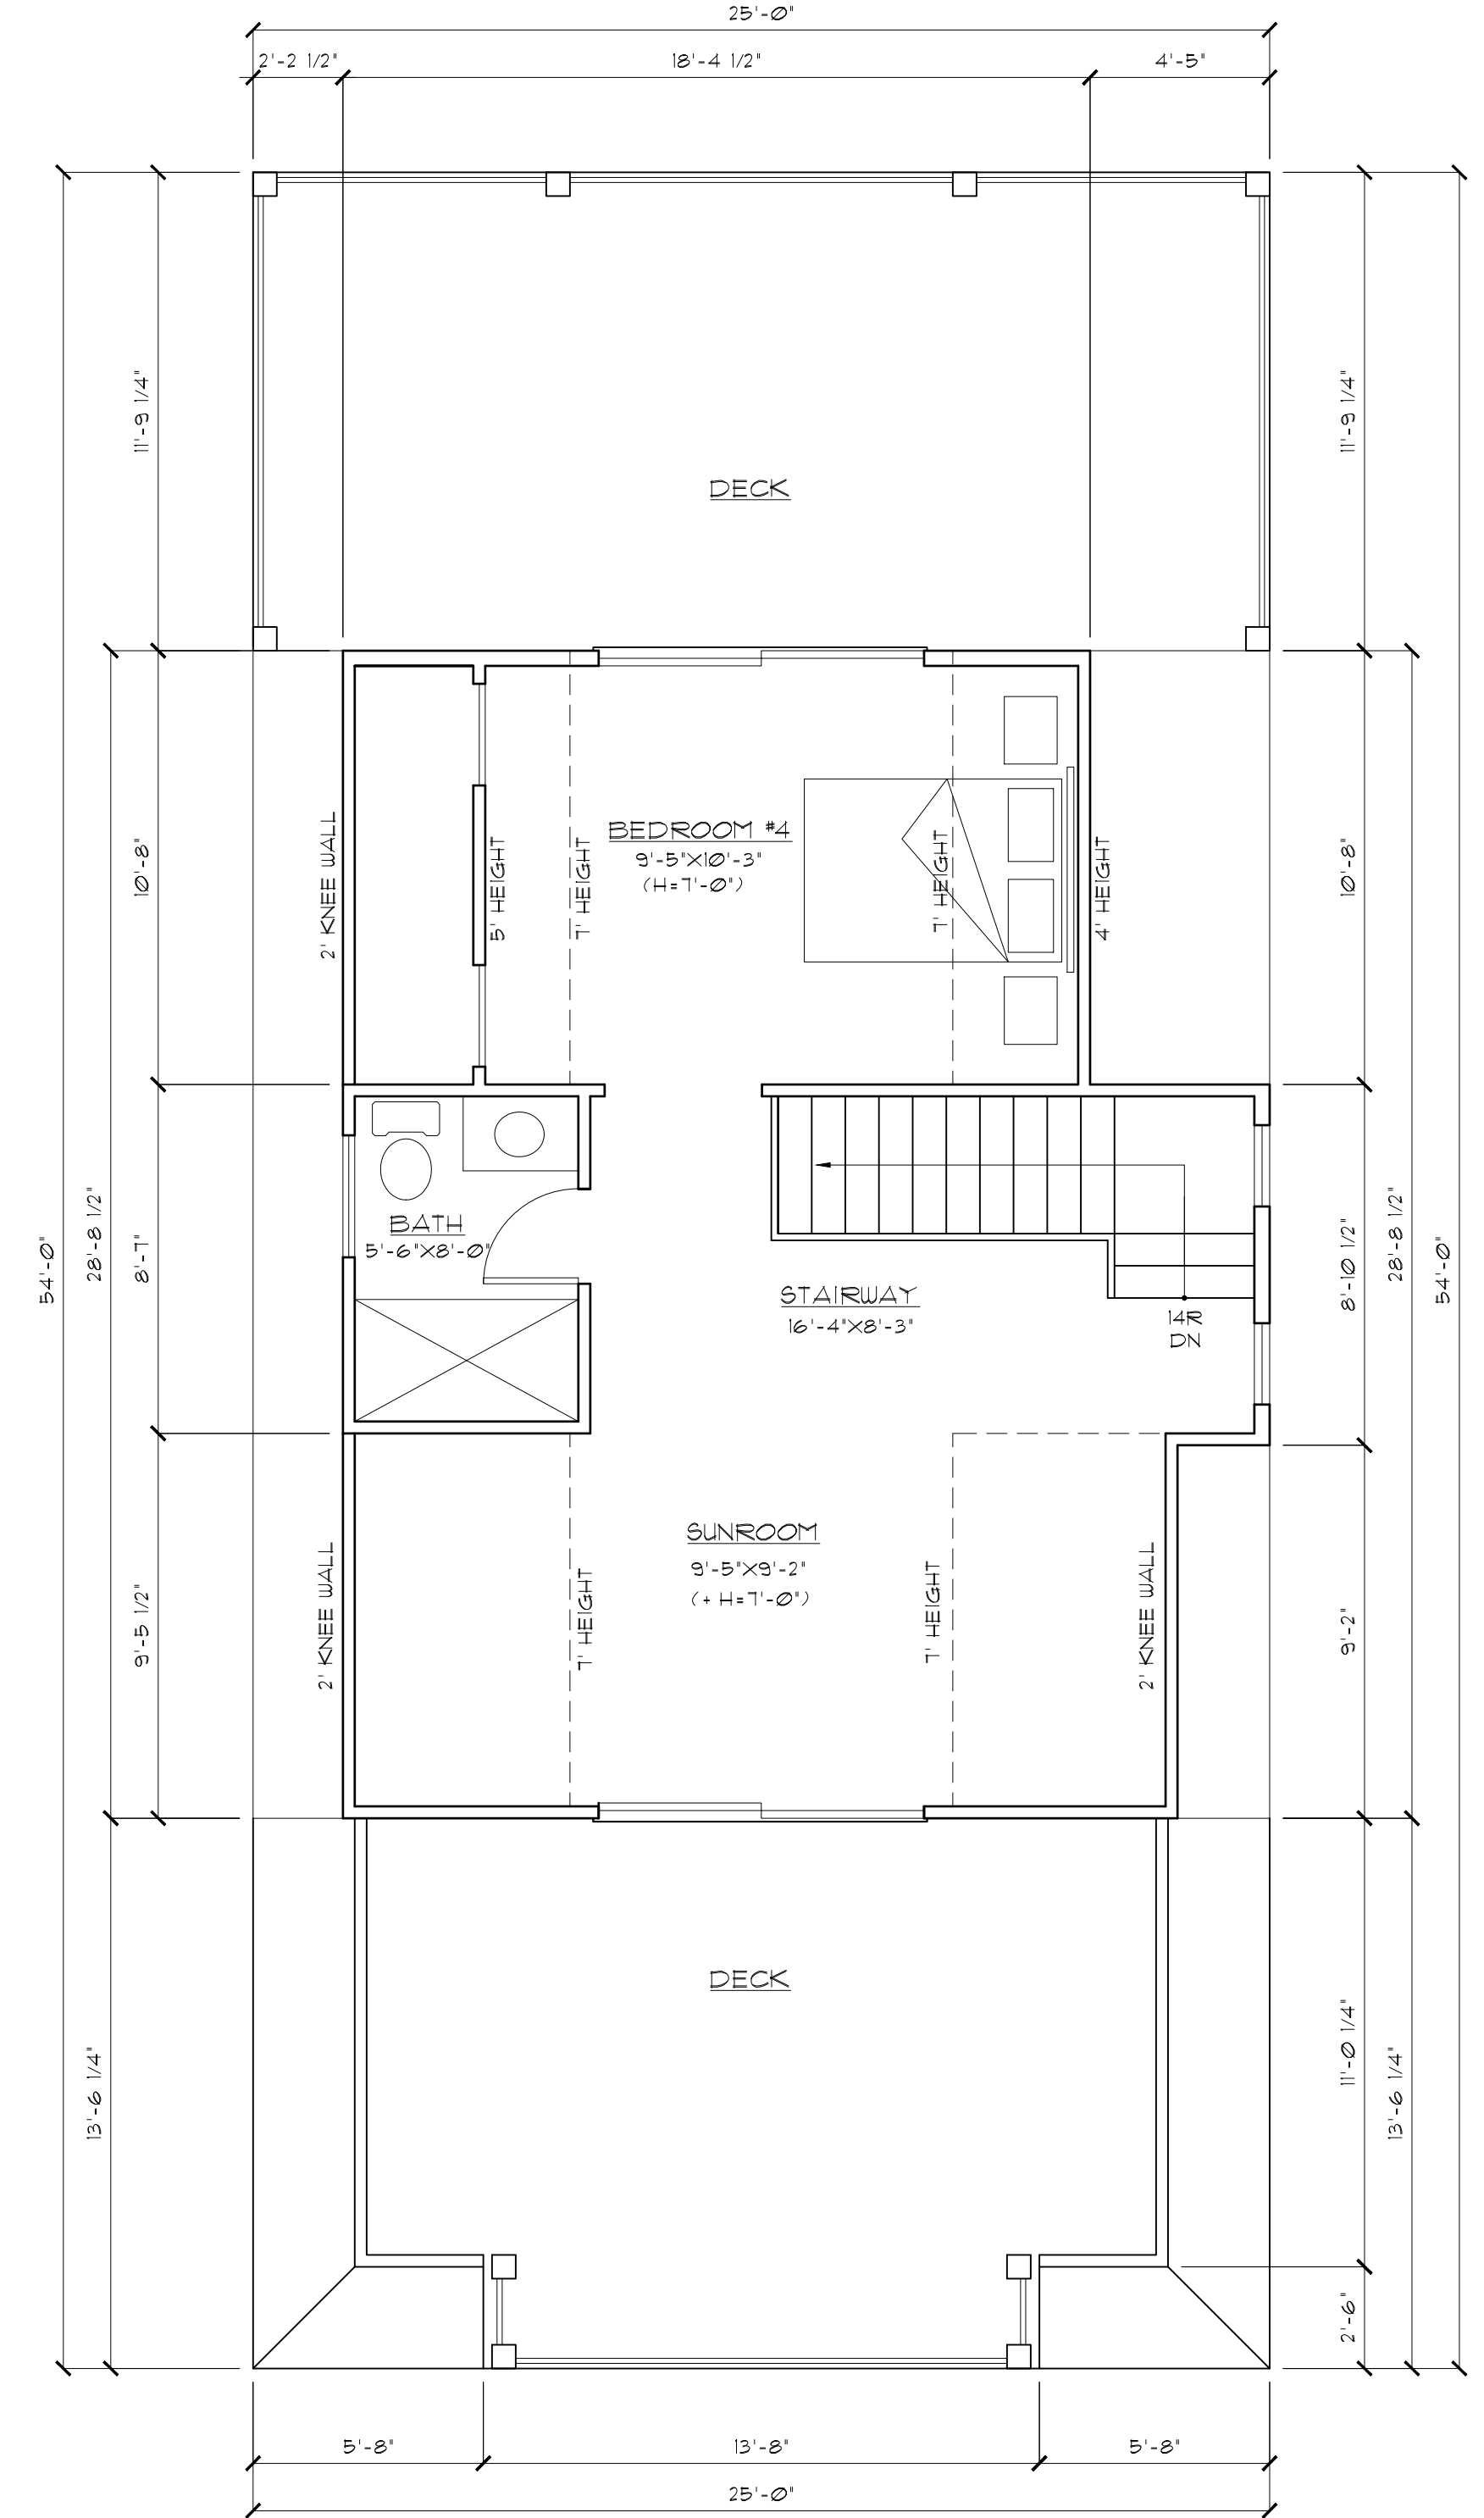 25'-0"
2'-2 1/2"
18'-4 1/2"
4'-5"
11'-9 1/4"
11'-9 1/4"
DECK
10'-8"
2' KNEE WALL
5' HEIGHT
7' HEIGHT
BEDROOM #4
9'-5"X10'-3"
(H=7'-0")
7' HEIGHT
4' HEIGHT
10'-8"
54'-0"
28'-8 1/2"
8'-7"
BATH
5'-6"X8'-0"
STAIRWAY
16'-4"X8'-3"
14R
DN
8'-10 1/2"
28'-8 1/2"
54'-0"
9'-5 1/2"
2' KNEE WALL
7' HEIGHT
SUNROOM
9'-5"X9'-2"
(+ H=7'-0")
7' HEIGHT
2' KNEE WALL
9'-2"
DECK
13'-6 1/4"
11'-0 1/4"
13'-6 1/4"
2'-6"
5'-8"
13'-8"
5'-8"
25'-0"